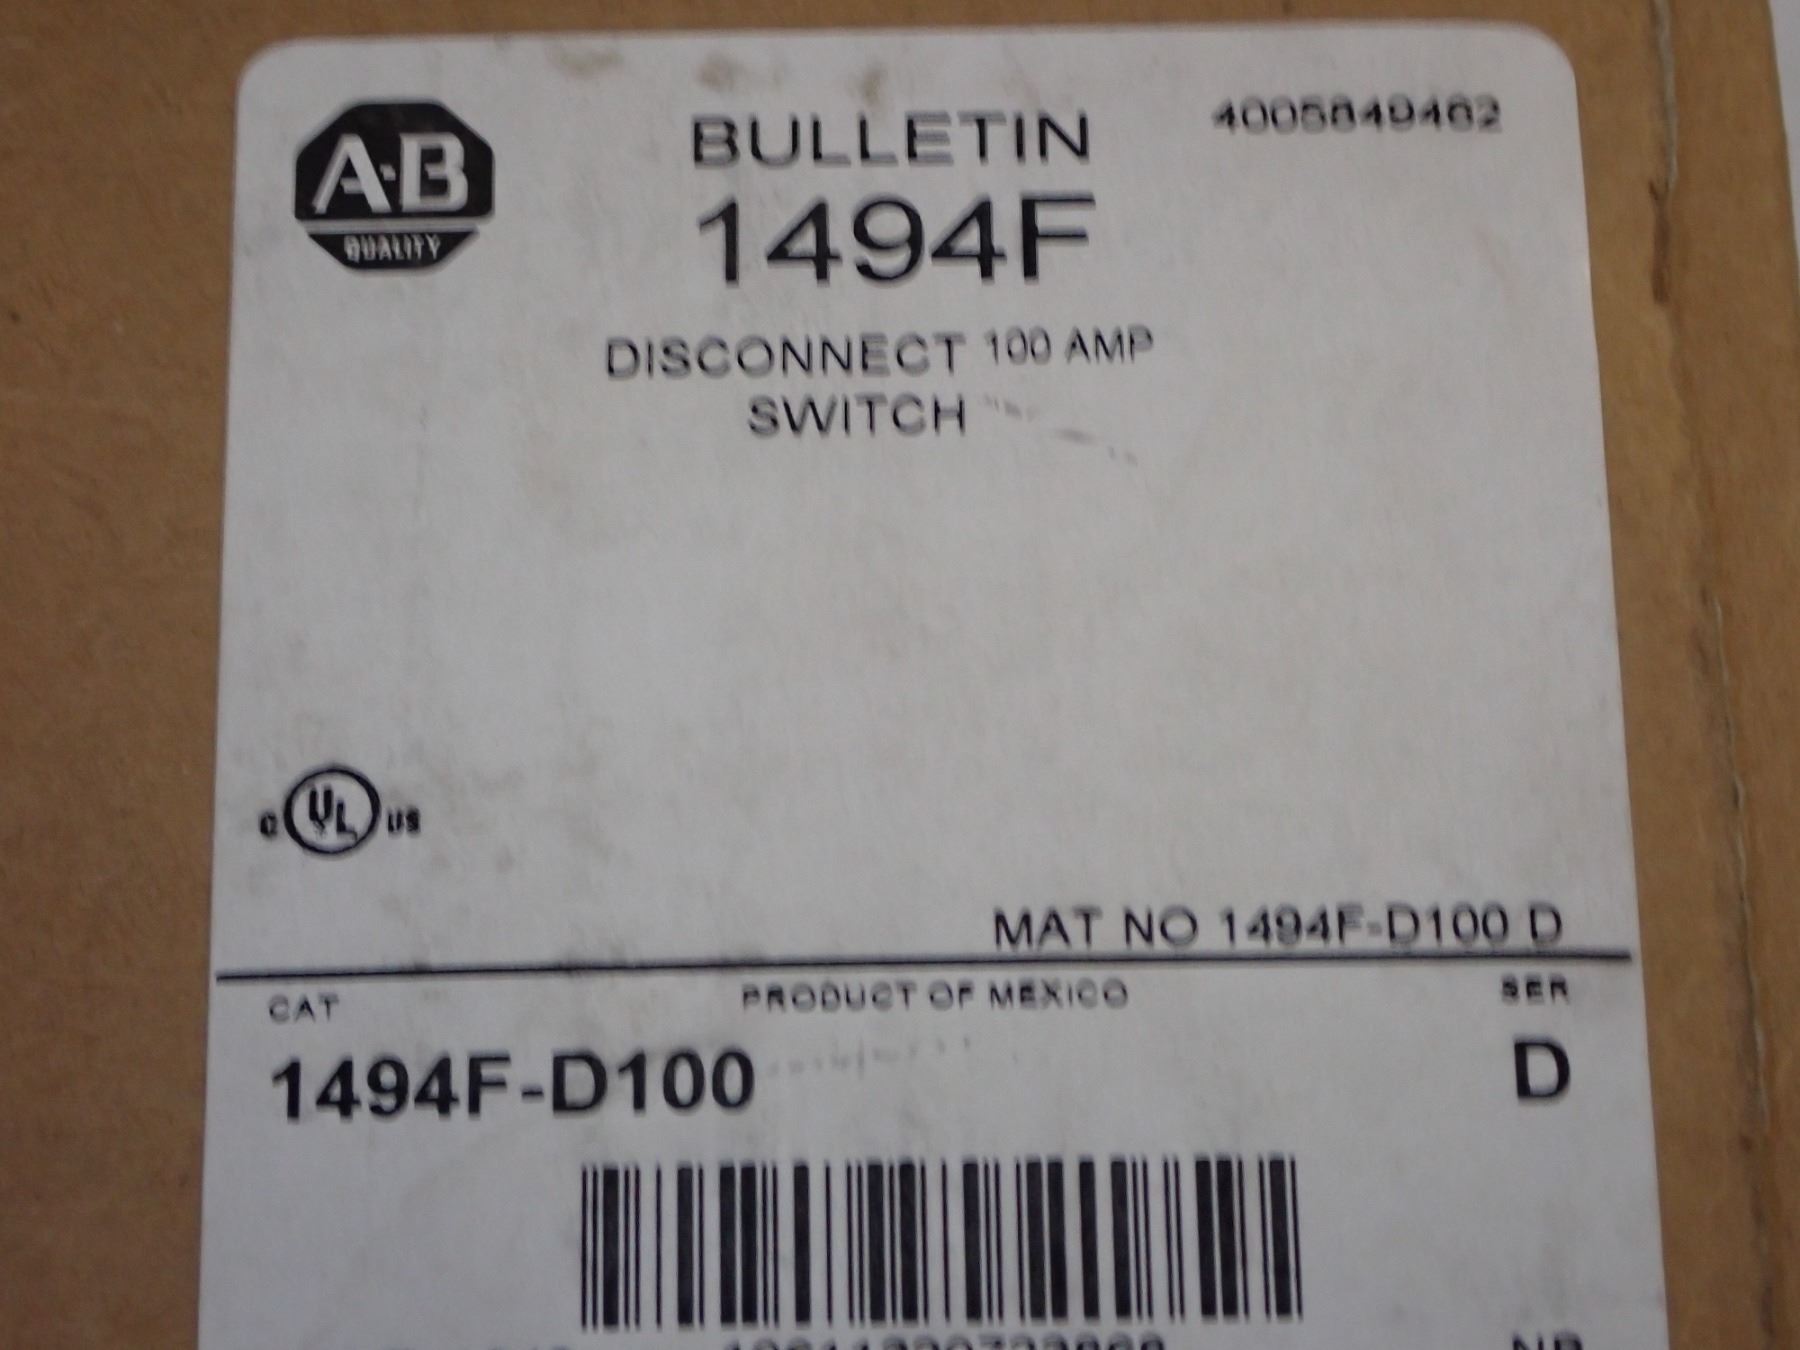 A-B
QUALITY
BULLETIN
1494F
4005849462
DISCONNECT 100 AMP
SWITCH
C UL US
MAT NO 1494F-D100 D
CAT
PRODUCT OF MEXICO
SER
1494F-D100
D